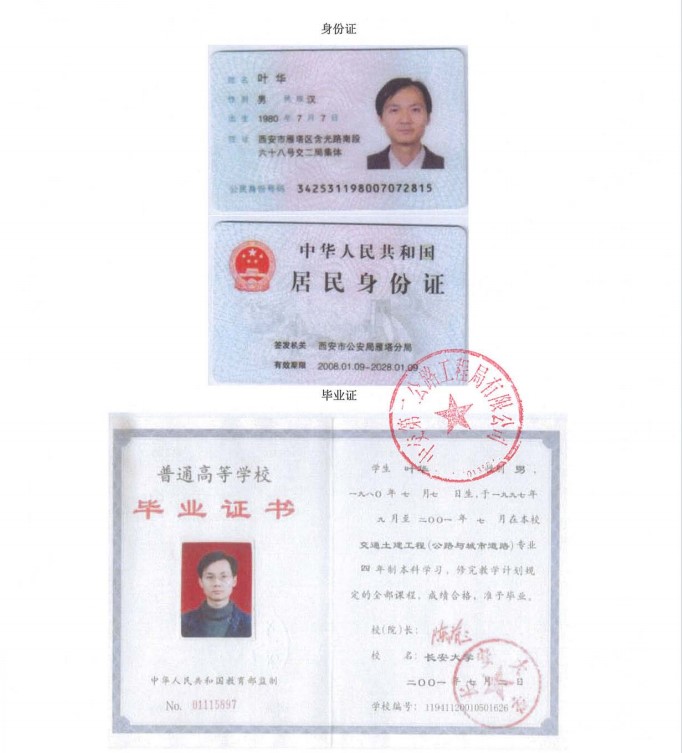 身份证
姓名 叶华
性别 男 民族 汉
出生 1980 年 7 月 7 日
住址 西安市雁塔区含光路南段
六十八号交二局集体
公民身份号码 342531198007072815
中华人民共和国
居民身份证
签发机关 西安市公安局雁塔分局
有效期限 2008.01.09-2028.01.09
中交第二公路工程局有限公司
毕业证
普通高等学校
毕业证书
中华人民共和国教育部监制
No. 01115897
学生 叶华 性别 男、
一九八〇年 七 月七 日生,于一九九七年
九月至 二〇〇一年 七 月在本校
交通土建工程(公路与城市道路)专业
四 年制本科学习,修完教学计划规
定的全部课程,成绩合格,准予毕业。
校(院)长:
校 名: 长安大学
二〇〇一年 七 月 二 日
学校编号: 11941120010501626